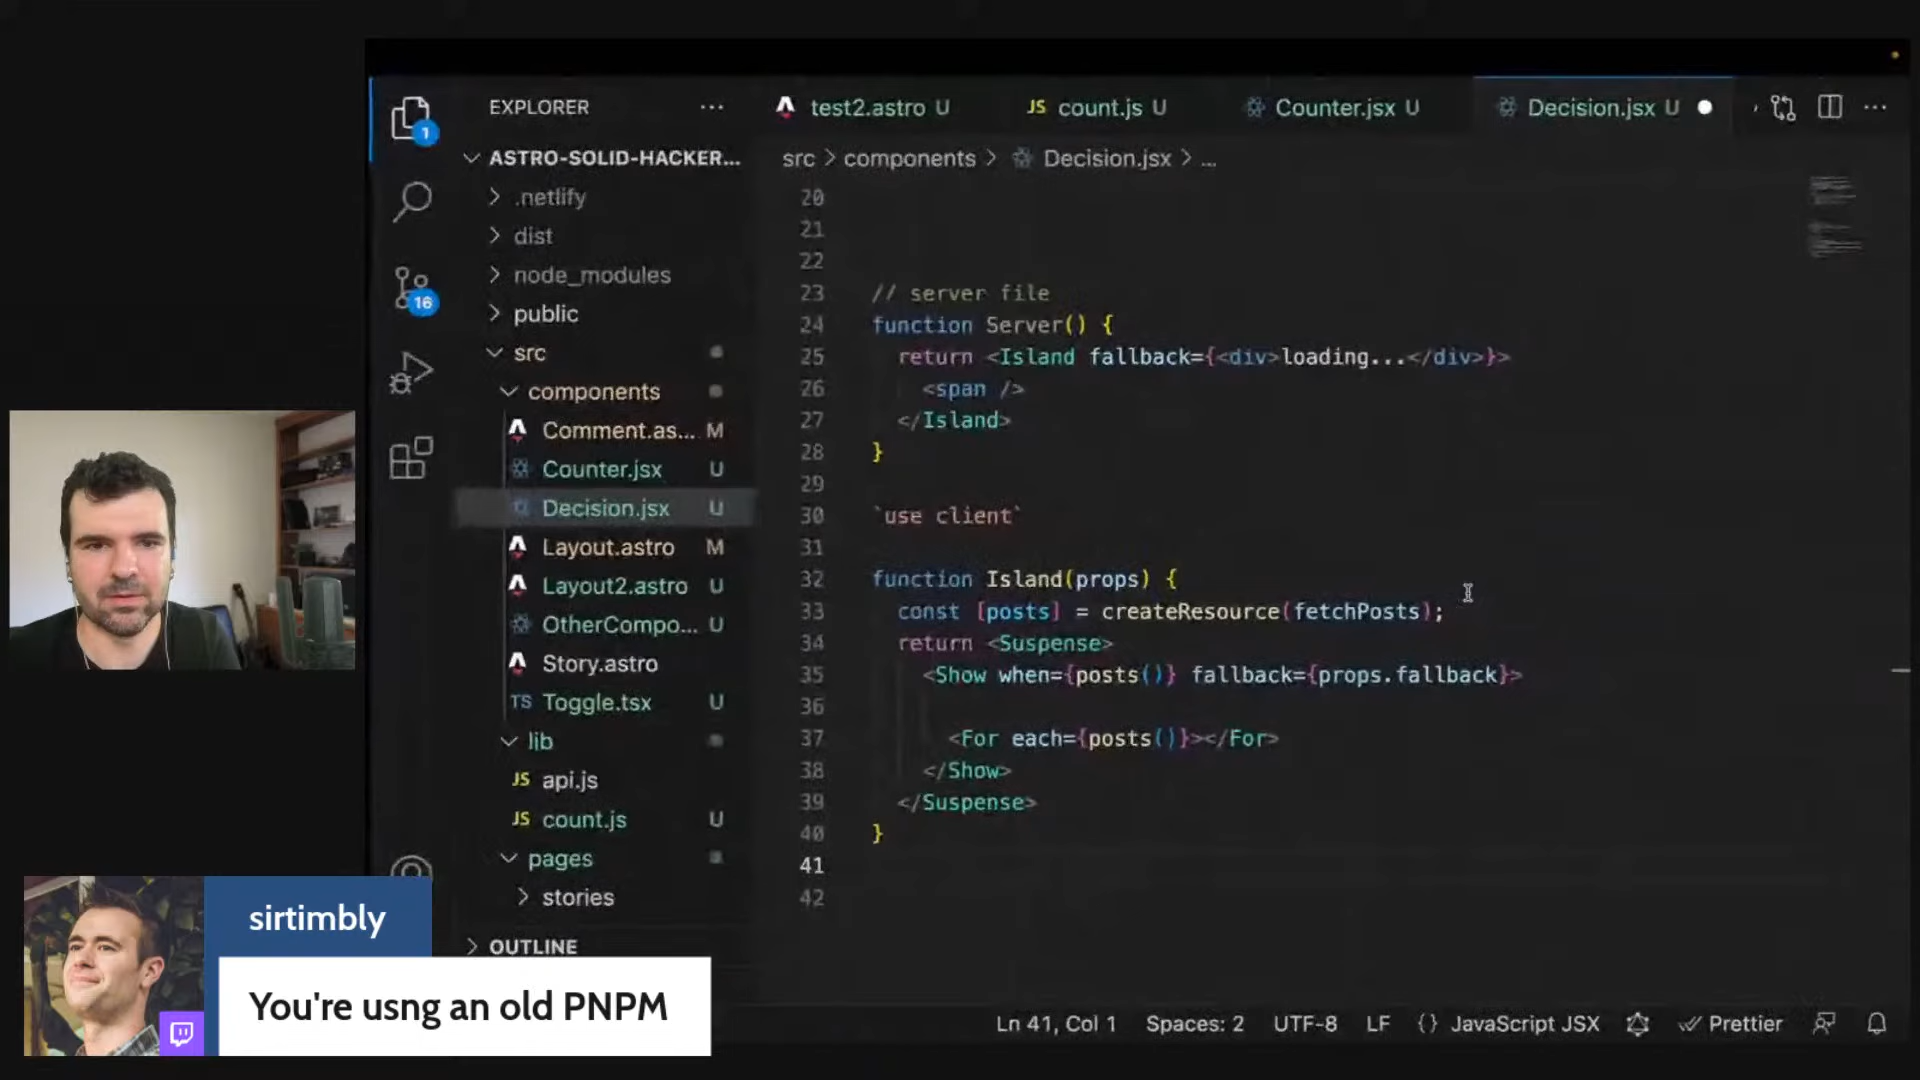 EXPLORER
ASTRO-SOLID-HACKER...
.netlify
dist
node_modules
public
src
components
Comment.as... M
Counter.jsx U
Decision.jsx U
Layout.astro M
Layout2.astro U
OtherCompo... U
Story.astro
TS Toggle.tsx U
lib
JS api.js
JS count.js U
pages
stories
OUTLINE
1
16
test2.astro U JS count.js U Counter.jsx U Decision.jsx U
src > components > Decision.jsx > ...
20
21
22
23 // server file
24 function Server() {
25 return <Island fallback={<div>loading...</div>}>
26 <span />
27 </Island>
28 }
29
30 `use client`
31
32 function Island(props) {
33 const [posts] = createResource(fetchPosts);
34 return <Suspense>
35 <Show when={posts()} fallback={props.fallback}>
36
37 <For each={posts()}></For>
38 </Show>
39 </Suspense>
40 }
41
42
Ln 41, Col 1 Spaces: 2 UTF-8 LF {} JavaScript JSX Prettier
sirtimbly
You're usng an old PNPM